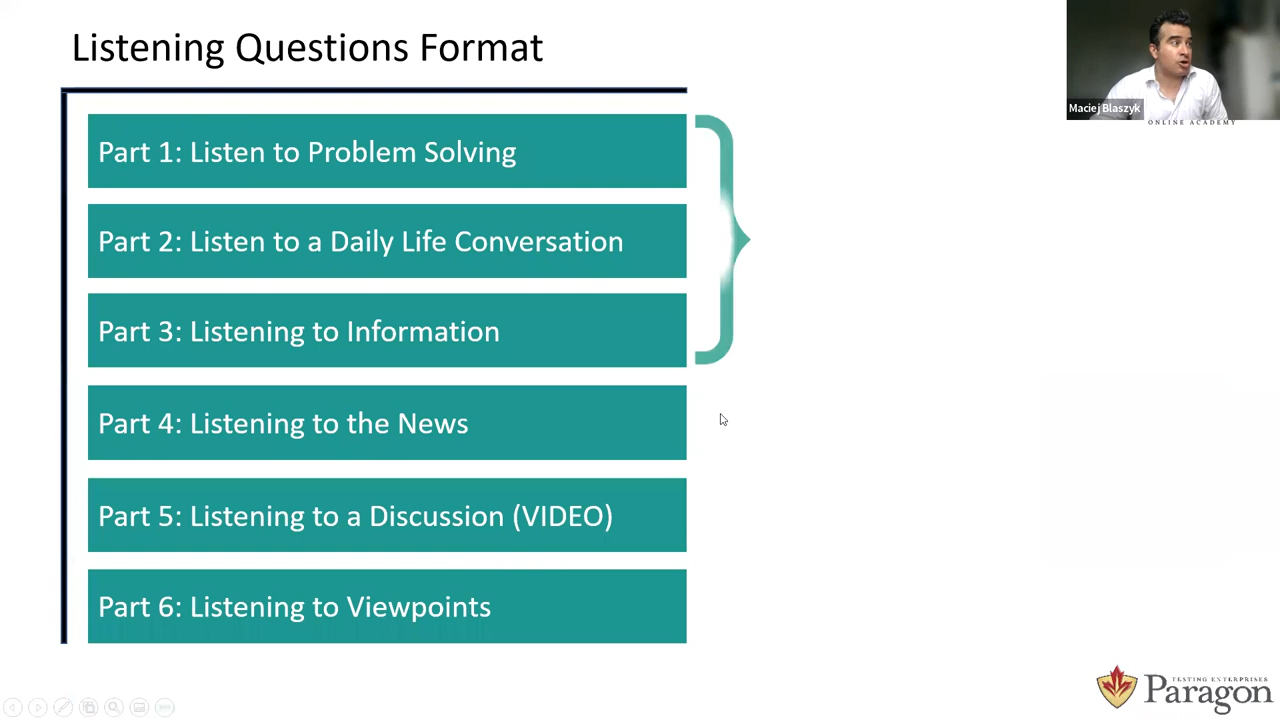 Listening Questions Format
Maciej Blaszyk
ONLINE ACADEMY
Part 1: Listen to Problem Solving
Part 2: Listen to a Daily Life Conversation
Part 3: Listening to Information
Part 4: Listening to the News
Part 5: Listening to a Discussion (VIDEO)
Part 6: Listening to Viewpoints
TESTING ENTERPRISES
Paragon